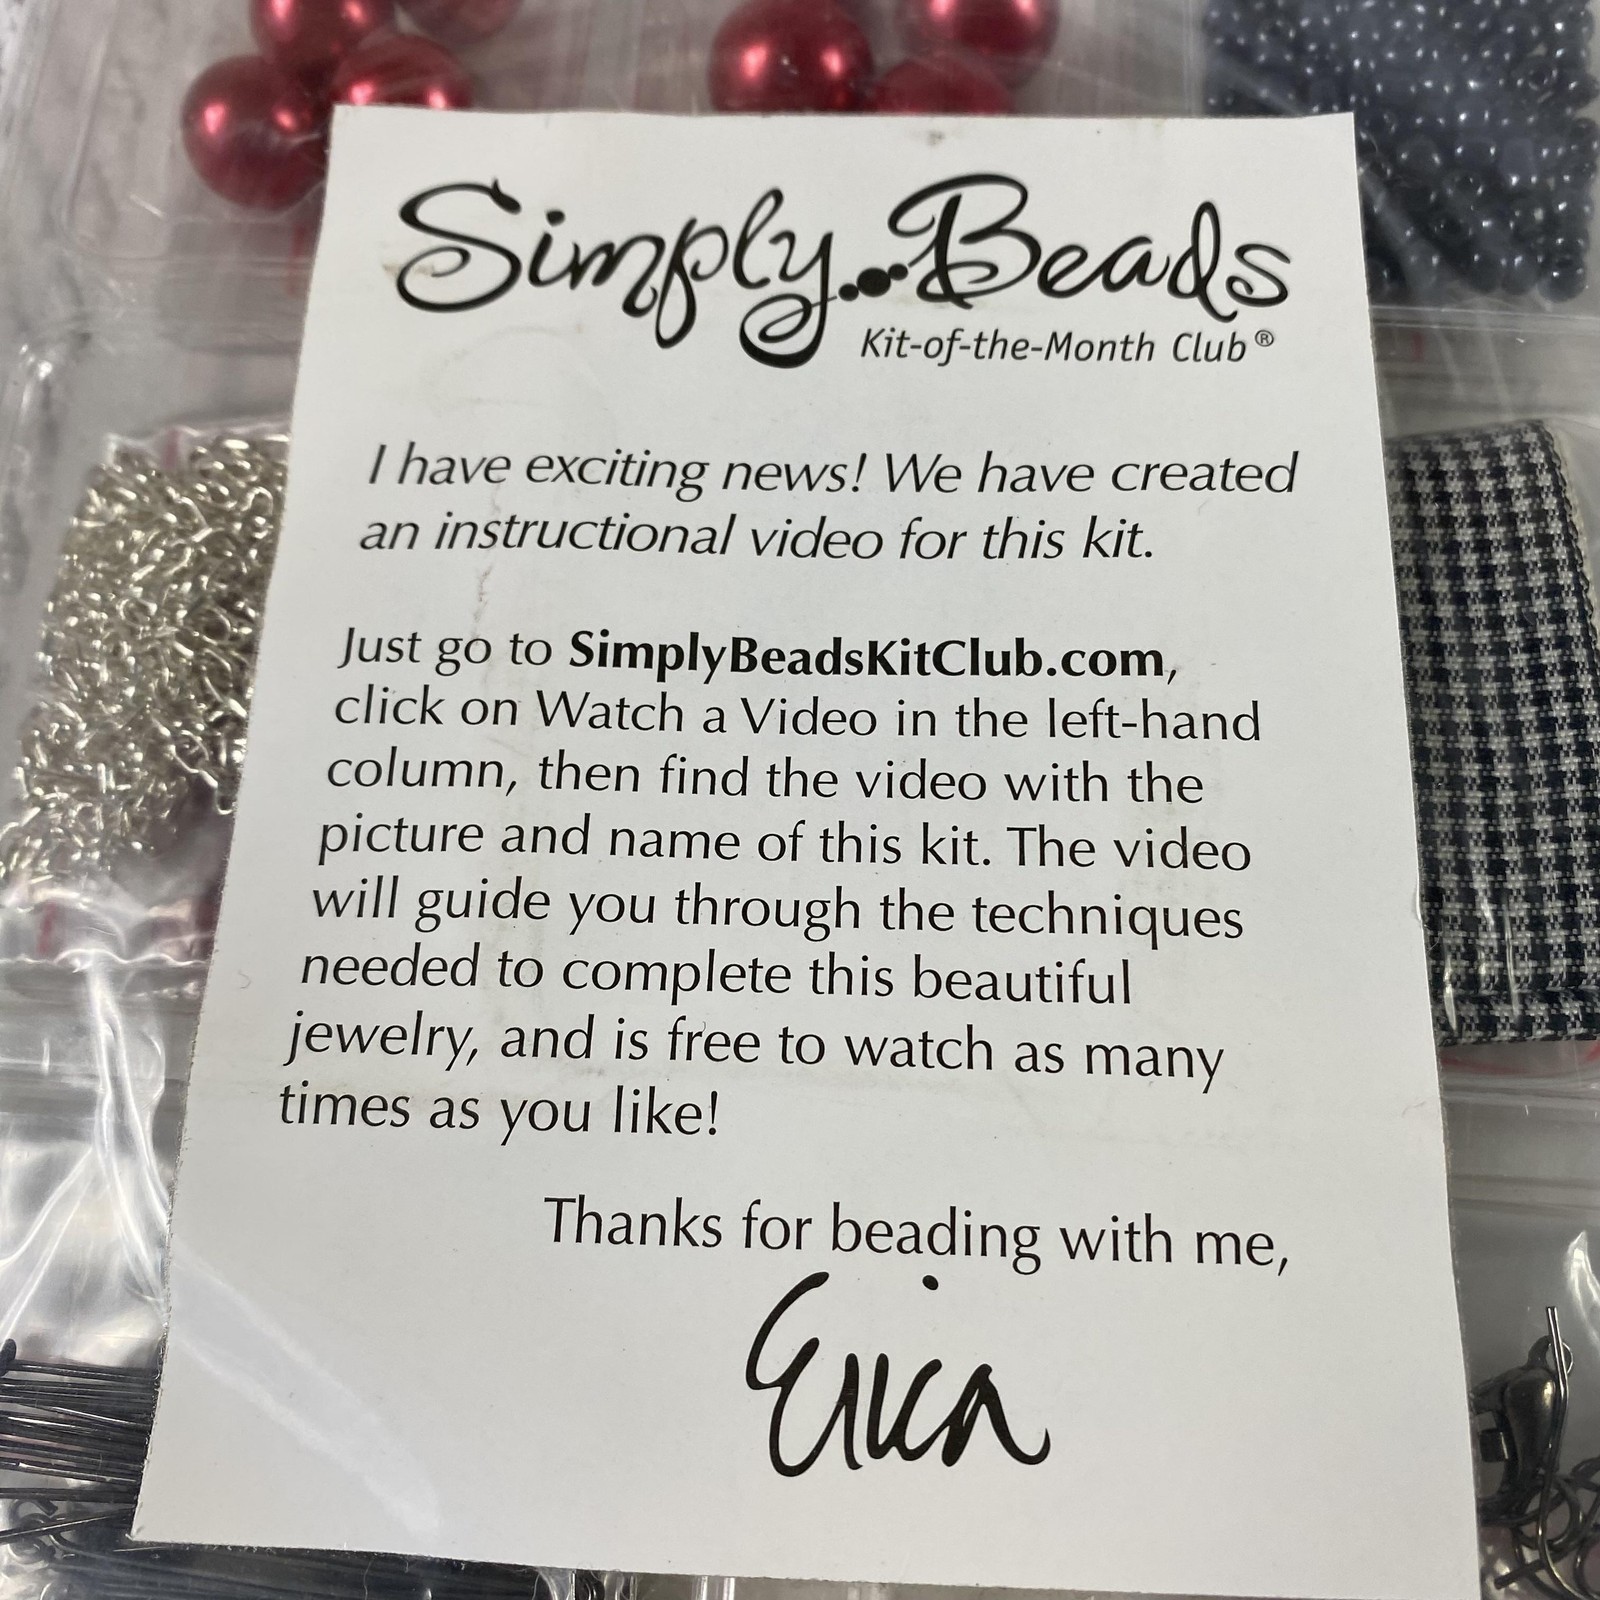 Simply...Beads
Kit-of-the-Month Club®
I have exciting news! We have created
an instructional video for this kit.
Just go to SimplyBeadsKitClub.com,
click on Watch a Video in the left-hand
column, then find the video with the
picture and name of this kit. The video
will guide you through the techniques
needed to complete this beautiful
jewelry, and is free to watch as many
times as you like!
Thanks for beading with me,
Erica